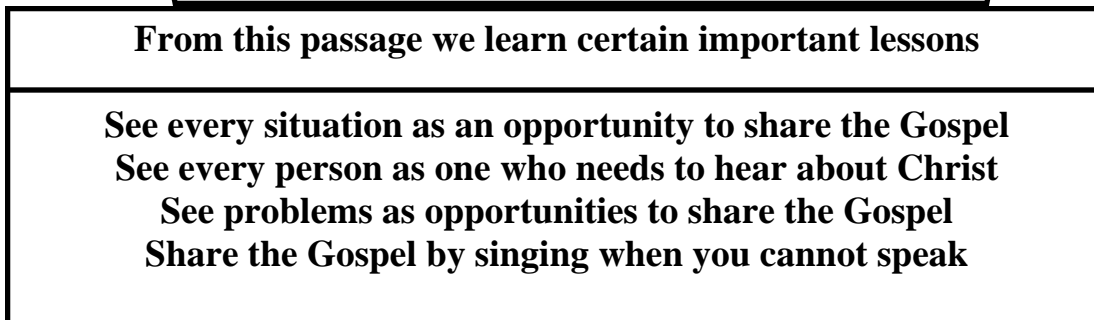 From this passage we learn certain important lessons
See every situation as an opportunity to share the Gospel
See every person as one who needs to hear about Christ
See problems as opportunities to share the Gospel
Share the Gospel by singing when you cannot speak